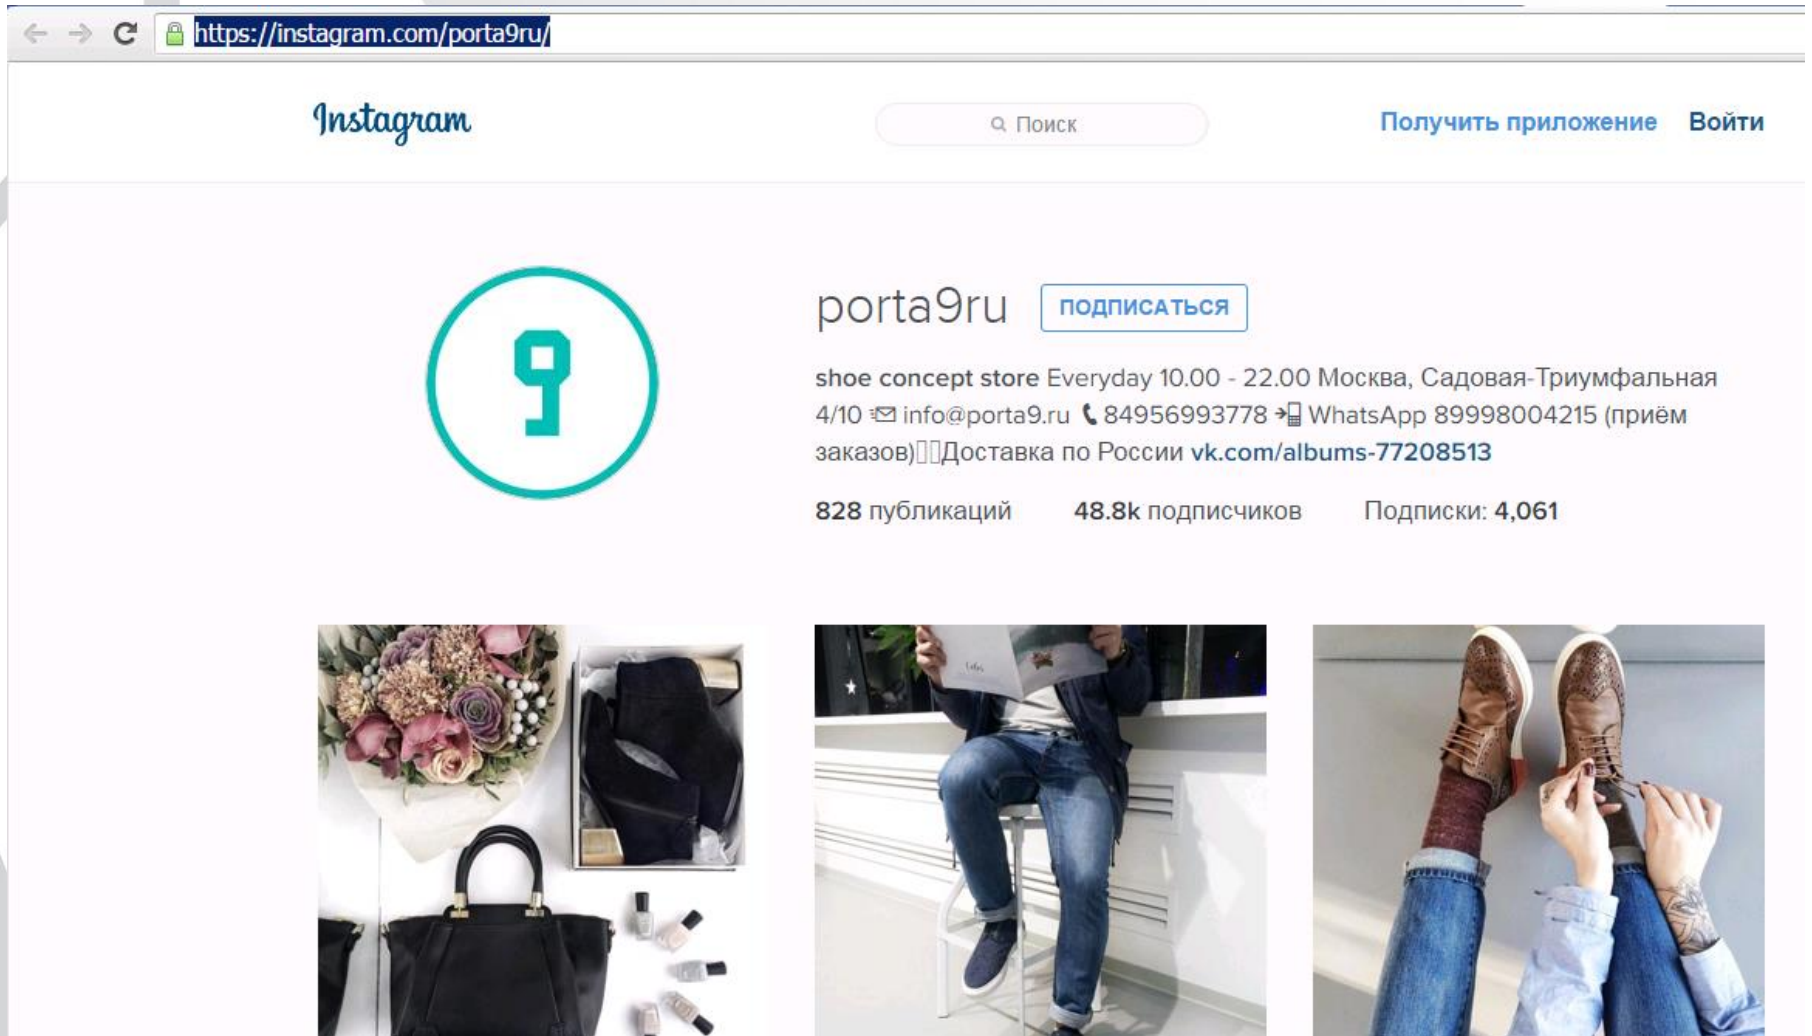 https://instagram.com/porta9ru/
Instagram
Поиск
Получить приложение
Войти
9
porta9ru
ПОДПИСАТЬСЯ
shoe concept store Everyday 10.00 - 22.00 Москва, Садовая-Триумфальная
4/10 info@porta9.ru 84956993778 WhatsApp 89998004215 (приём
заказов)Доставка по России vk.com/albums-77208513
828 публикаций 48.8k подписчиков Подписки: 4,061